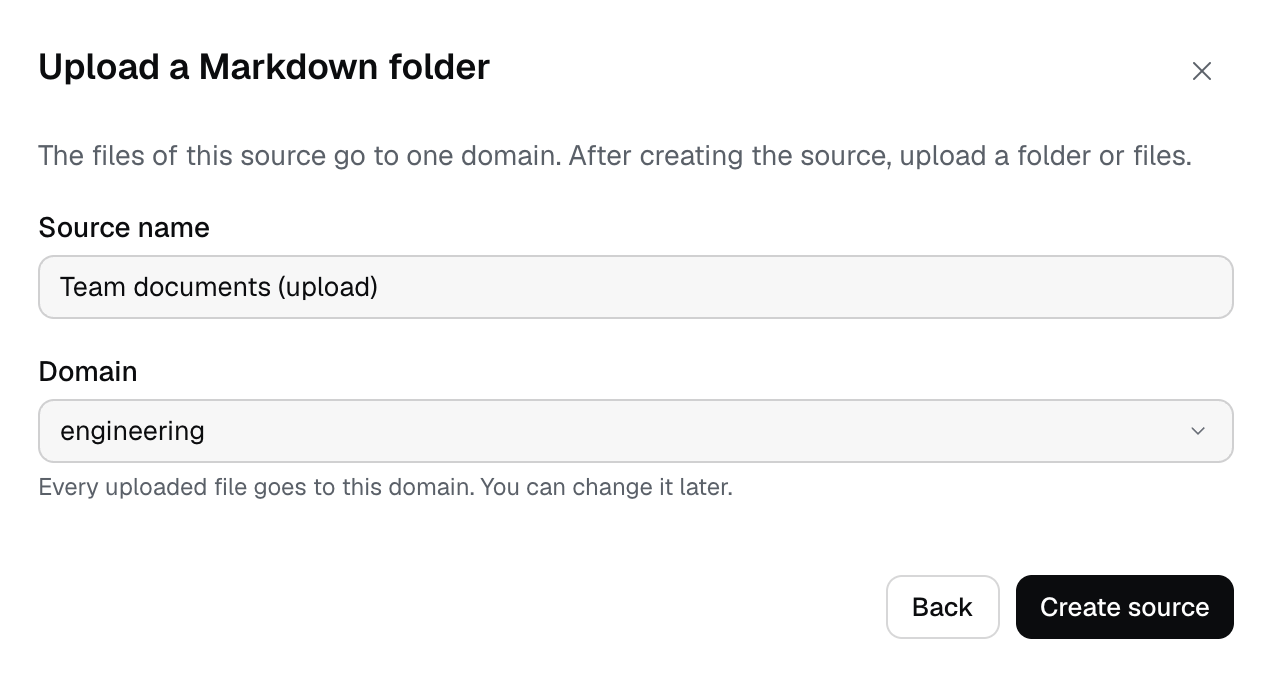 Upload a Markdown folder
The files of this source go to one domain. After creating the source, upload a folder or files.
Source name
Team documents (upload)
Domain
engineering
Every uploaded file goes to this domain. You can change it later.
Back
Create source